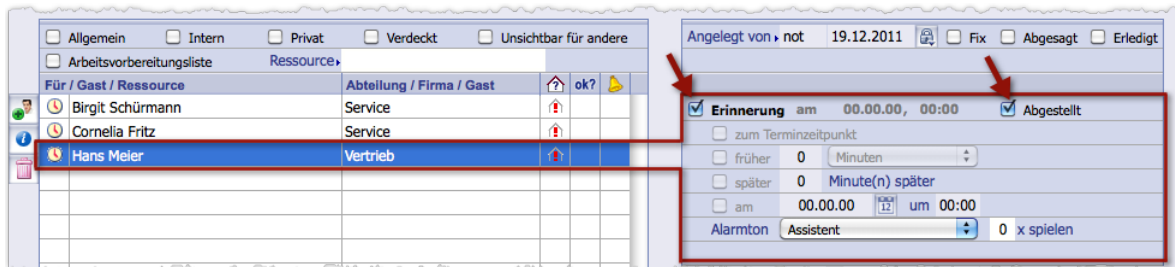 Allgemein Intern Privat Verdeckt Unsichtbar für andere
Arbeitsvorbereitungsliste Ressource
Für / Gast / Ressource Abteilung / Firma / Gast ? ok?
Birgit Schürmann Service
Cornelia Fritz Service
Hans Meier Vertrieb
Angelegt von not 19.12.2011 Fix Abgesagt Erledigt
Erinnerung am 00.00.00, 00:00 Abgestellt
zum Terminzeitpunkt
früher 0 Minuten
später 0 Minute(n) später
am 00.00.00 12 um 00:00
Alarmton Assistent 0 x spielen